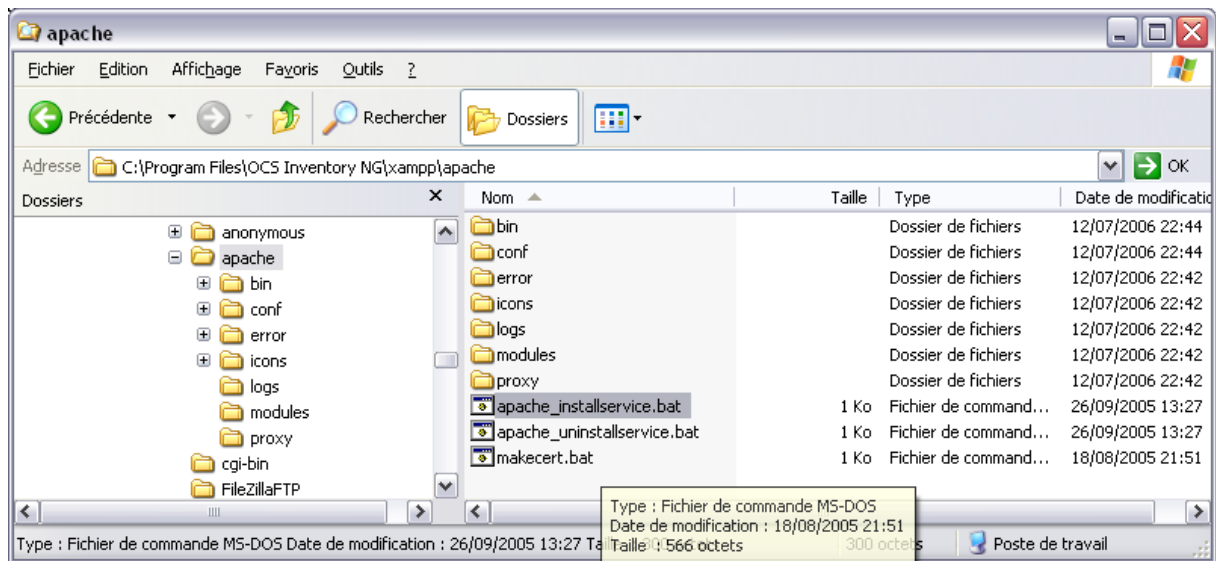 apache
Fichier Edition Affichage Favoris Outils ?
Précédente Rechercher Dossiers
Adresse C:\Program Files\OCS Inventory NG\xampp\apache OK
Dossiers
anonymous
apache
bin
conf
error
icons
logs
modules
proxy
cgi-bin
FileZillaFTP
Nom Taille Type Date de modificatio
bin Dossier de fichiers 12/07/2006 22:44
conf Dossier de fichiers 12/07/2006 22:44
error Dossier de fichiers 12/07/2006 22:42
icons Dossier de fichiers 12/07/2006 22:42
logs Dossier de fichiers 12/07/2006 22:42
modules Dossier de fichiers 12/07/2006 22:42
proxy Dossier de fichiers 12/07/2006 22:42
apache_installservice.bat 1 Ko Fichier de command... 26/09/2005 13:27
apache_uninstallservice.bat 1 Ko Fichier de command... 26/09/2005 13:27
makecert.bat 1 Ko Fichier de command... 18/08/2005 21:51
Type : Fichier de commande MS-DOS
Date de modification : 18/08/2005 21:51
Taille : 566 octets
Type : Fichier de commande MS-DOS Date de modification : 26/09/2005 13:27 300 octets Poste de travail